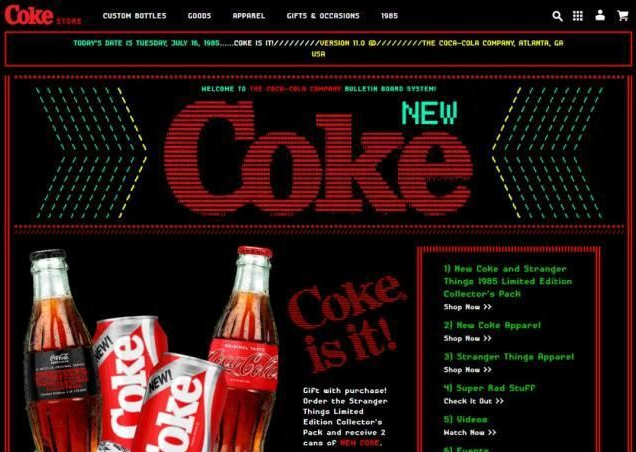 Coke STORE
CUSTOM BOTTLES
GOODS
APPAREL
GIFTS & OCCASIONS
1985
TODAY'S DATE IS TUESDAY, JULY 16, 1985......COKE IS IT!//////////VERSION 11.0 @//////////THE COCA-COLA COMPANY, ATLANTA, GA
USA
WELCOME TO THE COCA-COLA COMPANY BULLETIN BOARD SYSTEM!
NEW
Coke
Coke
is it!
Gift with purchase!
Order the Stranger
Things Limited
Edition Collector's
Pack and receive 2
cans of NEW COKE.
1) New Coke and Stranger
Things 1985 Limited Edition
Collector's Pack
Shop Now >>
2) New Coke Apparel
Shop Now >>
3) Stranger Things Apparel
Shop Now >>
4) Super Rad Stuff
Check It Out >>
5) Videos
Watch Now >>
6) Events
NEW!
Coke
NEW!
Coke
ORIGINAL TASTE
Coca-Cola
Coca-Cola